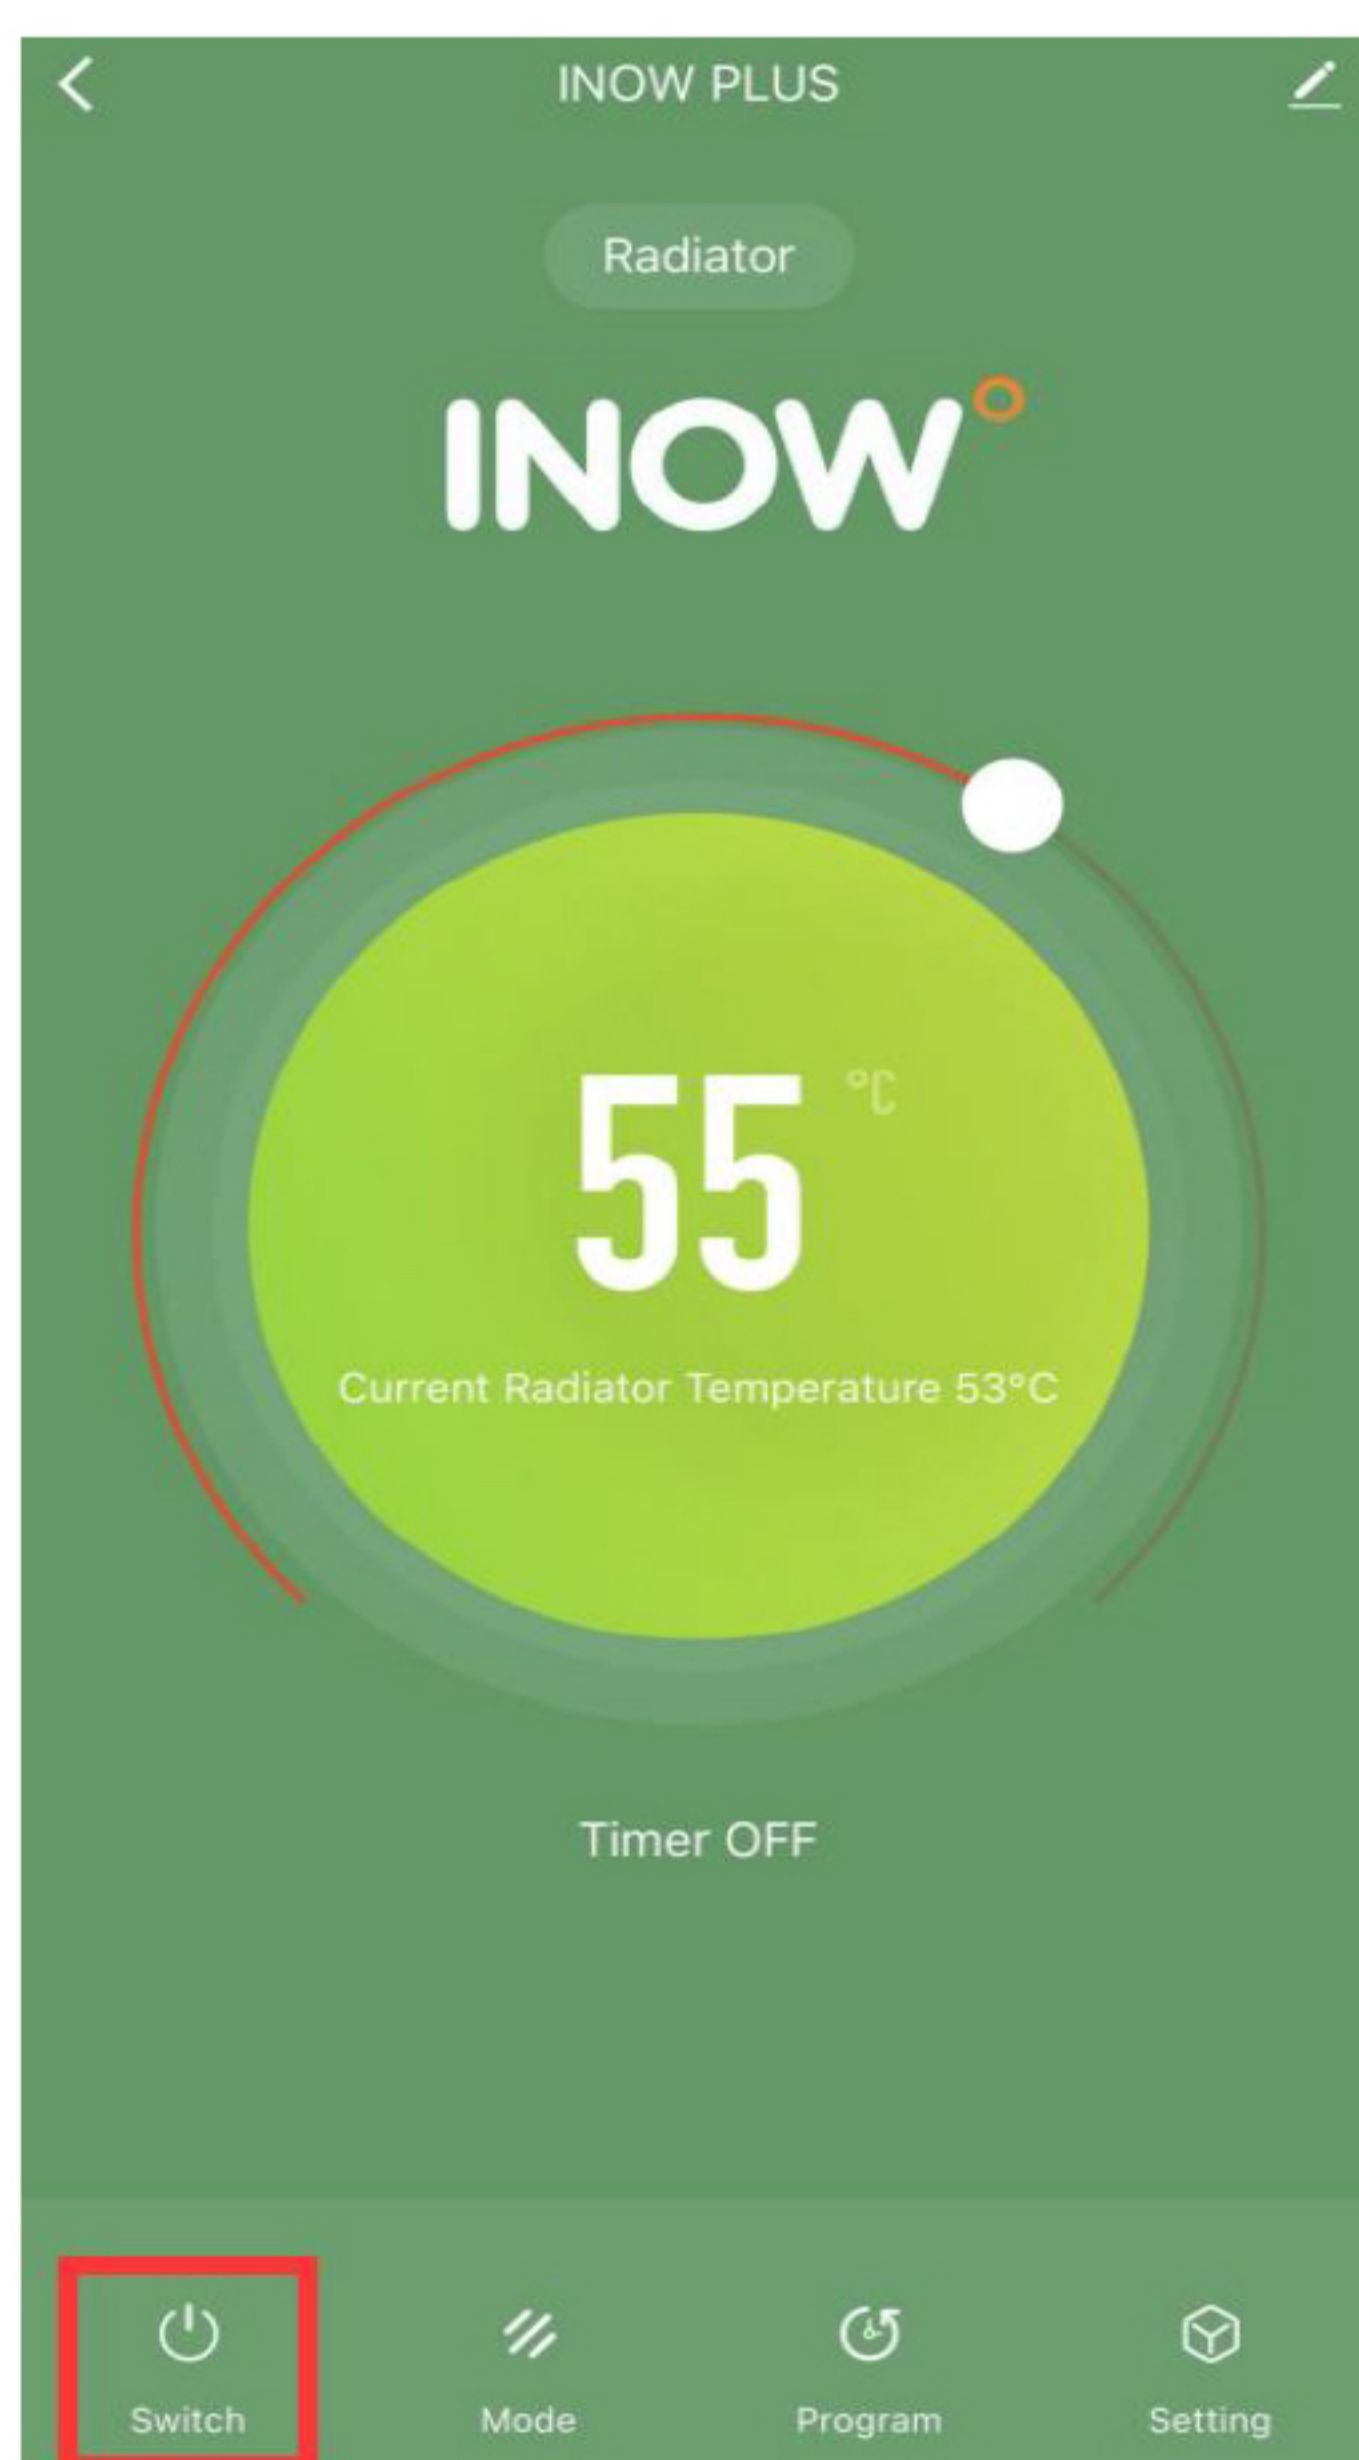 INOW PLUS
Radiator
INOW°
55 °C
Current Radiator Temperature 53°C
Timer OFF
Switch
Mode
Program
Setting